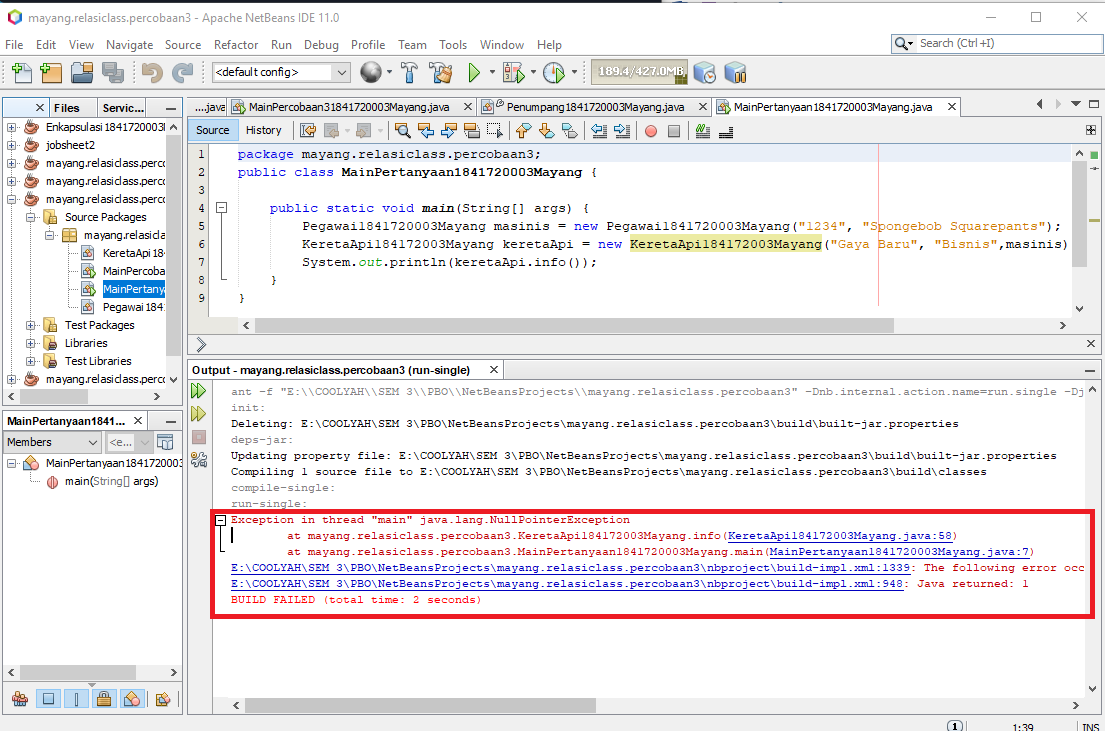 mayang.relasiclass.percobaan3 - Apache NetBeans IDE 11.0
File Edit View Navigate Source Refactor Run Debug Profile Team Tools Window Help
Search (Ctrl+I)
<default config>
189.4/427.0MB
Files
Servic...
....java
MainPercobaan31841720003Mayang.java
Penumpang1841720003Mayang.java
MainPertanyaan1841720003Mayang.java
Enkapsulasi1841720003
jobsheet2
mayang.relasiclass.perco
mayang.relasiclass.perco
mayang.relasiclass.perco
Source Packages
mayang.relasicla
KeretaApi18
MainPercoba
MainPertanya
Pegawai184
Test Packages
Libraries
Test Libraries
mayang.relasiclass.perco
Source History
1 package mayang.relasiclass.percobaan3;
2 public class MainPertanyaan1841720003Mayang {
3
4 public static void main(String[] args) {
5 Pegawai1841720003Mayang masinis = new Pegawai1841720003Mayang("1234", "Spongebob Squarepants");
6 KeretaApi184172003Mayang keretaApi = new KeretaApi184172003Mayang("Gaya Baru", "Bisnis",masinis)
7 System.out.println(keretaApi.info());
8 }
9 }
MainPertanyaan1841...
Members
<e...
MainPertanyaan1841720003
main(String[] args)
Output - mayang.relasiclass.percobaan3 (run-single)
ant -f "E:\\COOLYAH\\SEM 3\\PBO\\NetBeansProjects\\mayang.relasiclass.percobaan3" -Dnb.internal.action.name=run.single -Dj
init:
Deleting: E:\COOLYAH\SEM 3\PBO\NetBeansProjects\mayang.relasiclass.percobaan3\build\built-jar.properties
deps-jar:
Updating property file: E:\COOLYAH\SEM 3\PBO\NetBeansProjects\mayang.relasiclass.percobaan3\build\built-jar.properties
Compiling 1 source file to E:\COOLYAH\SEM 3\PBO\NetBeansProjects\mayang.relasiclass.percobaan3\build\classes
compile-single:
run-single:
Exception in thread "main" java.lang.NullPointerException
at mayang.relasiclass.percobaan3.KeretaApi184172003Mayang.info(KeretaApi184172003Mayang.java:58)
at mayang.relasiclass.percobaan3.MainPertanyaan1841720003Mayang.main(MainPertanyaan1841720003Mayang.java:7)
E:\COOLYAH\SEM 3\PBO\NetBeansProjects\mayang.relasiclass.percobaan3\nbproject\build-impl.xml:1339: The following error occ
E:\COOLYAH\SEM 3\PBO\NetBeansProjects\mayang.relasiclass.percobaan3\nbproject\build-impl.xml:948: Java returned: 1
BUILD FAILED (total time: 2 seconds)
1
1:39
INS